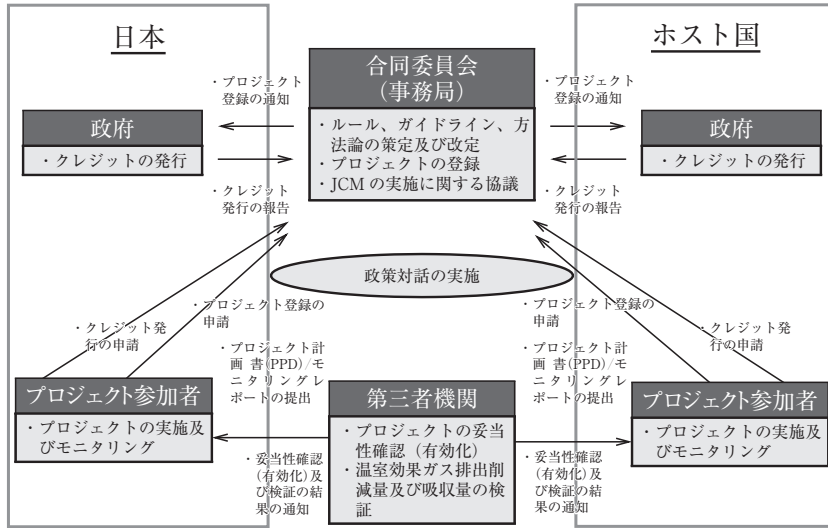 日本
ホスト国
合同委員会
(事務局)
・ルール、ガイドライン、方
法論の策定及び改定
・プロジェクトの登録
・JCMの実施に関する協議
・プロジェクト
登録の通知
・プロジェクト
登録の通知
政府
・クレジットの発行
政府
・クレジットの発行
・クレジット
発行の報告
・クレジット
発行の報告
政策対話の実施
・クレジット発
行の申請
・プロジェクト登録の
申請
・プロジェクト登録の
申請
・クレジット発
行の申請
・プロジェクト計
画 書(PPD)/モ
ニタリングレ
ポートの提出
・プロジェクト計
画 書(PPD)/モ
ニタリングレ
ポートの提出
プロジェクト参加者
・プロジェクトの実施及
びモニタリング
第三者機関
・プロジェクトの妥当
性確認(有効化)
・温室効果ガス排出削
減量及び吸収量の検
証
プロジェクト参加者
・プロジェクトの実施及
びモニタリング
・妥当性確認
(有効化)及
び検証の結
果の通知
・妥当性確認
(有効化)及
び検証の結
果の通知